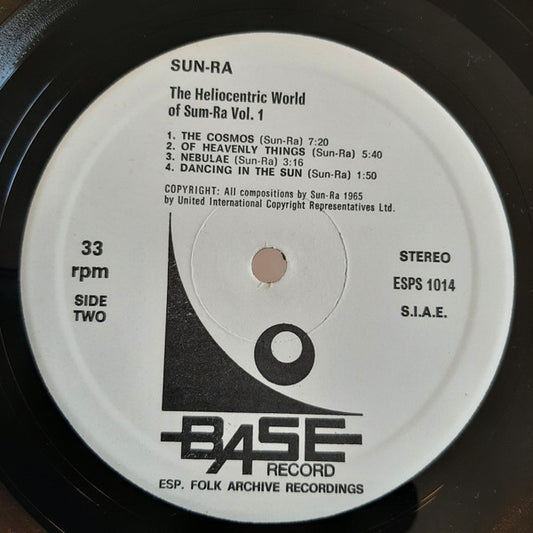 SUN-RA
The Heliocentric World
of Sum-Ra Vol. 1
1. THE COSMOS (Sun-Ra) 7:20
2. OF HEAVENLY THINGS (Sun-Ra) 5:40
3. NEBULAE (Sun-Ra) 3:16
4. DANCING IN THE SUN (Sun-Ra) 1:50
COPYRIGHT: All compositions by Sun-Ra 1965
by United International Copyright Representatives Ltd.
33
rpm
SIDE
TWO
STEREO
ESPS 1014
S.I.A.E.
BASE
RECORD
ESP. FOLK ARCHIVE RECORDINGS